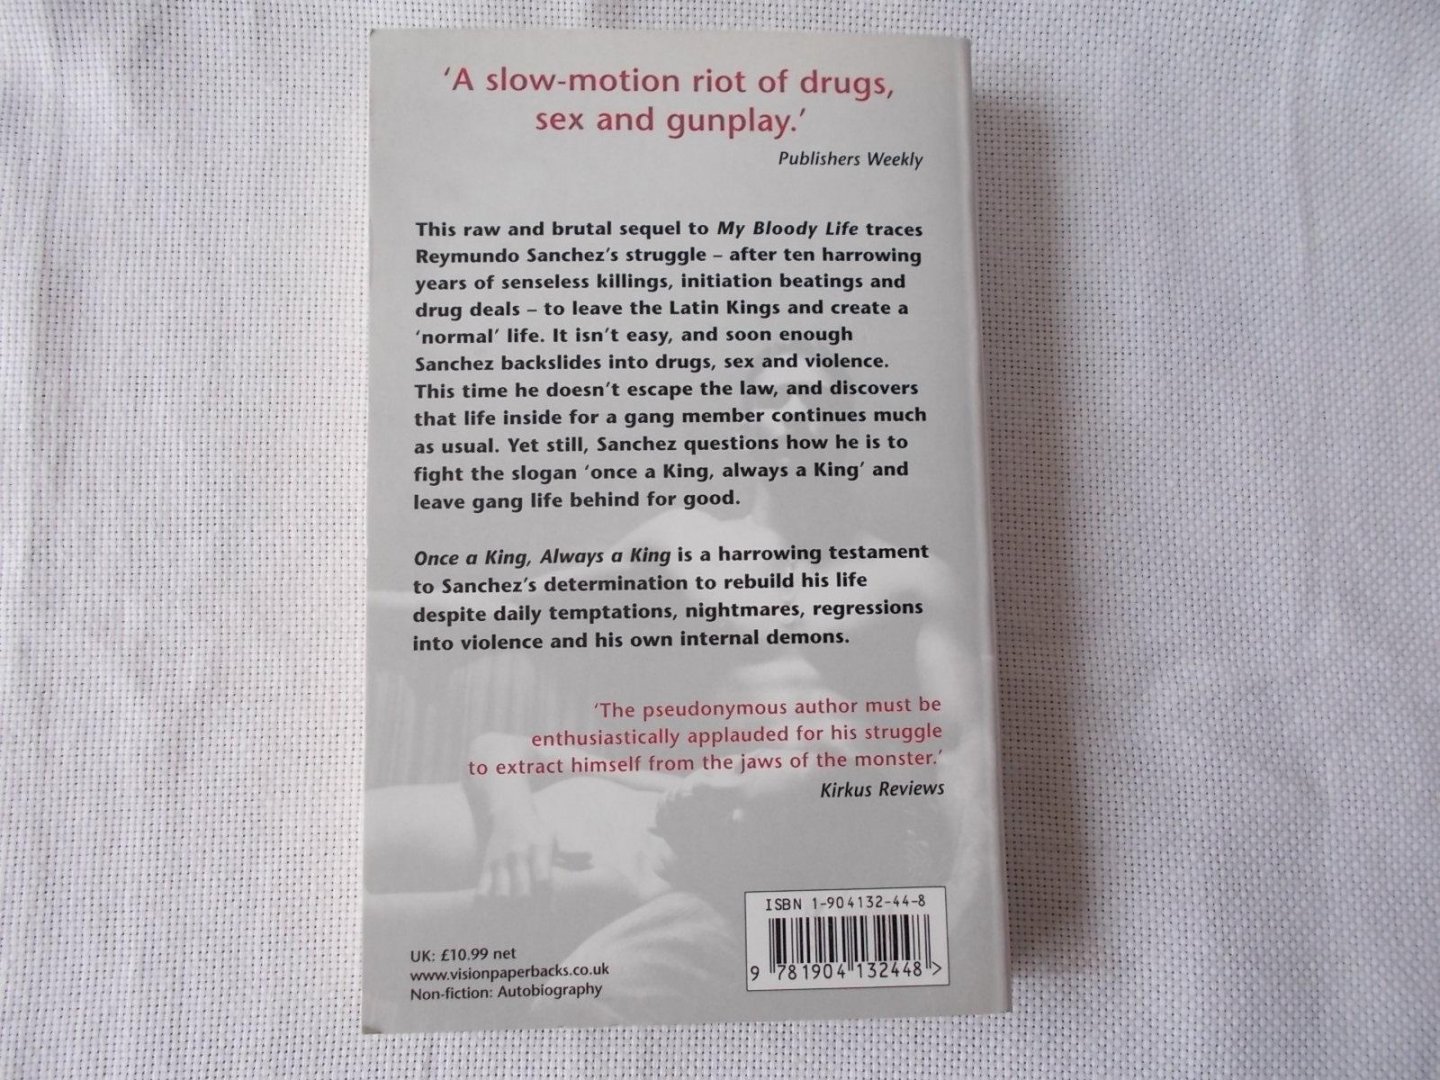 ‘A slow-motion riot of drugs,
sex and gunplay.’
Publishers Weekly
This raw and brutal sequel to My Bloody Life traces
Reymundo Sanchez’s struggle – after ten harrowing
years of senseless killings, initiation beatings and
drug deals – to leave the Latin Kings and create a
‘normal’ life. It isn’t easy, and soon enough
Sanchez backslides into drugs, sex and violence.
This time he doesn’t escape the law, and discovers
that life inside for a gang member continues much
as usual. Yet still, Sanchez questions how he is to
fight the slogan ‘once a King, always a King’ and
leave gang life behind for good.
Once a King, Always a King is a harrowing testament
to Sanchez’s determination to rebuild his life
despite daily temptations, nightmares, regressions
into violence and his own internal demons.
‘The pseudonymous author must be
enthusiastically applauded for his struggle
to extract himself from the jaws of the monster.’
Kirkus Reviews
UK: £10.99 net
www.visionpaperbacks.co.uk
Non-fiction: Autobiography
ISBN 1-904132-44-8
9 781904 132448 >